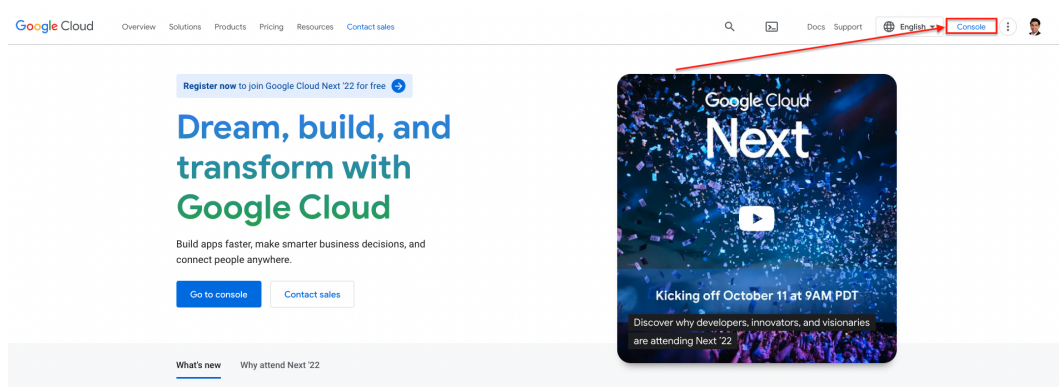 Google Cloud Overview Solutions Products Pricing Resources Contact sales Docs Support English Console
Register now to join Google Cloud Next '22 for free
Dream, build, and
transform with
Google Cloud
Build apps faster, make smarter business decisions, and
connect people anywhere.
Go to console Contact sales
Google Cloud
Next
Kicking off October 11 at 9AM PDT
Discover why developers, innovators, and visionaries
are attending Next '22
What's new Why attend Next '22